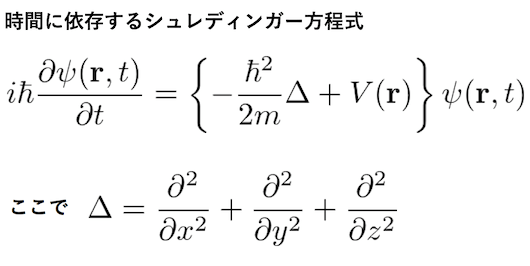 時間に依存するシュレディンガー方程式
iℏ ∂ψ(𝐫, t)/∂t = { −ℏ²/2m Δ + V(𝐫) } ψ(𝐫, t)
ここで Δ = ∂²/∂x² + ∂²/∂y² + ∂²/∂z²